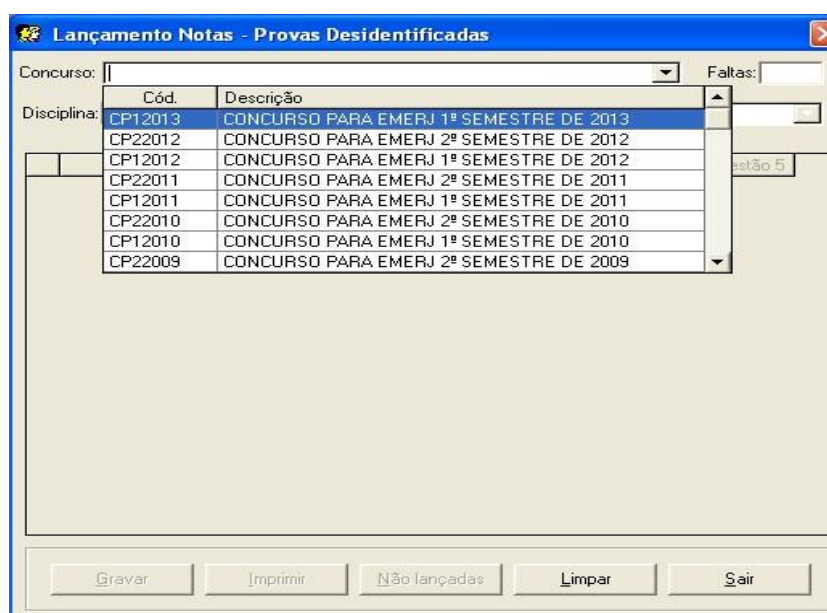 Lançamento Notas - Provas Desidentificadas
Concurso: Faltas:
Cód. Descrição
Disciplina:
CP12013 CONCURSO PARA EMERJ 1º SEMESTRE DE 2013
CP22012 CONCURSO PARA EMERJ 2º SEMESTRE DE 2012
CP12012 CONCURSO PARA EMERJ 1º SEMESTRE DE 2012
CP22011 CONCURSO PARA EMERJ 2º SEMESTRE DE 2011 estão 5
CP12011 CONCURSO PARA EMERJ 1º SEMESTRE DE 2011
CP22010 CONCURSO PARA EMERJ 2º SEMESTRE DE 2010
CP12010 CONCURSO PARA EMERJ 1º SEMESTRE DE 2010
CP22009 CONCURSO PARA EMERJ 2º SEMESTRE DE 2009
Gravar Imprimir Não lançadas Limpar Sair